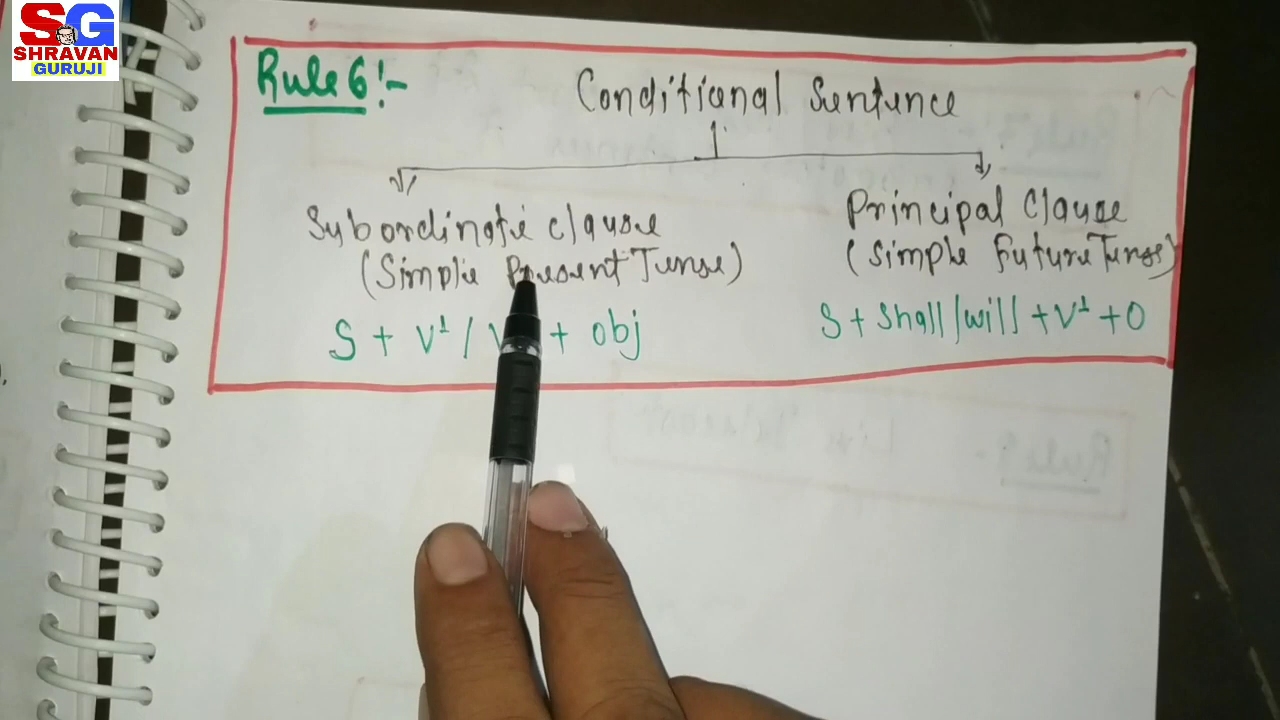 SG
SHRAVAN
GURUJI
Rule 6:-
Conditional Sentence
Subordinate clause
(Simple Present Tense)
Principal Clause
(Simple Future Tense)
S + V¹ / + obj
S + Shall/will + V¹ + O